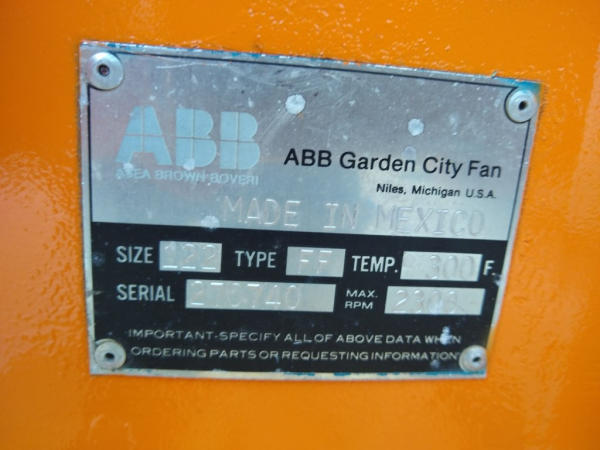 ABB
ASEA BROWN BOVERI
ABB Garden City Fan
Niles, Michigan U.S.A.
MADE IN MEXICO
SIZE 122 TYPE FF TEMP. 300 F.
SERIAL MAX. RPM
IMPORTANT-SPECIFY ALL OF ABOVE DATA WHEN
ORDERING PARTS OR REQUESTING INFORMATION